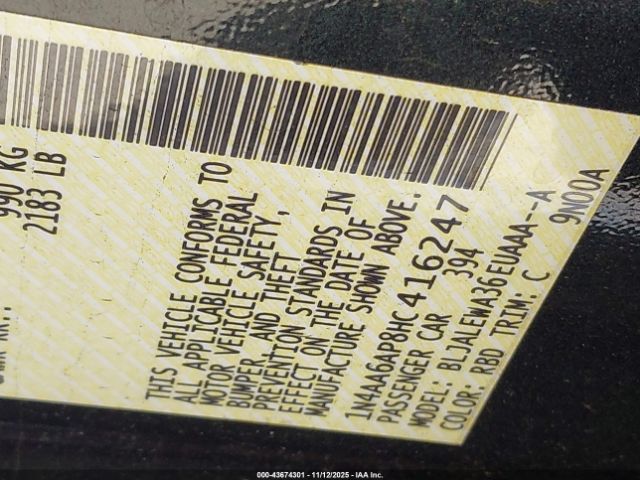 990 KG
2183 LB
THIS VEHICLE CONFORMS TO
ALL APPLICABLE FEDERAL
MOTOR VEHICLE SAFETY,
BUMPER, AND THEFT
PREVENTION STANDARDS IN
EFFECT ON THE DATE OF
MANUFACTURE SHOWN ABOVE.
1N4AA6AP8HC416247
PASSENGER CAR 394
MODEL: BLJALEWA36EUAAA--A
COLOR: RBD TRIM: C 9N00A
000-43674301 - 11/12/2025 - IAA Inc.